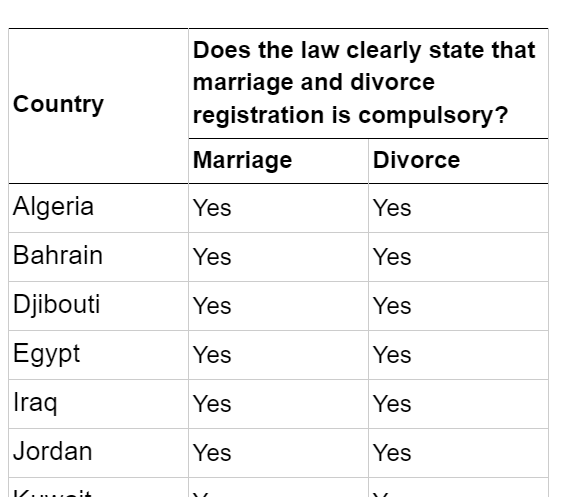 Does the law clearly state that
marriage and divorce
Country
registration is compulsory?
Marriage Divorce
Algeria Yes Yes
Bahrain Yes Yes
Djibouti Yes Yes
Egypt Yes Yes
Iraq Yes Yes
Jordan Yes Yes